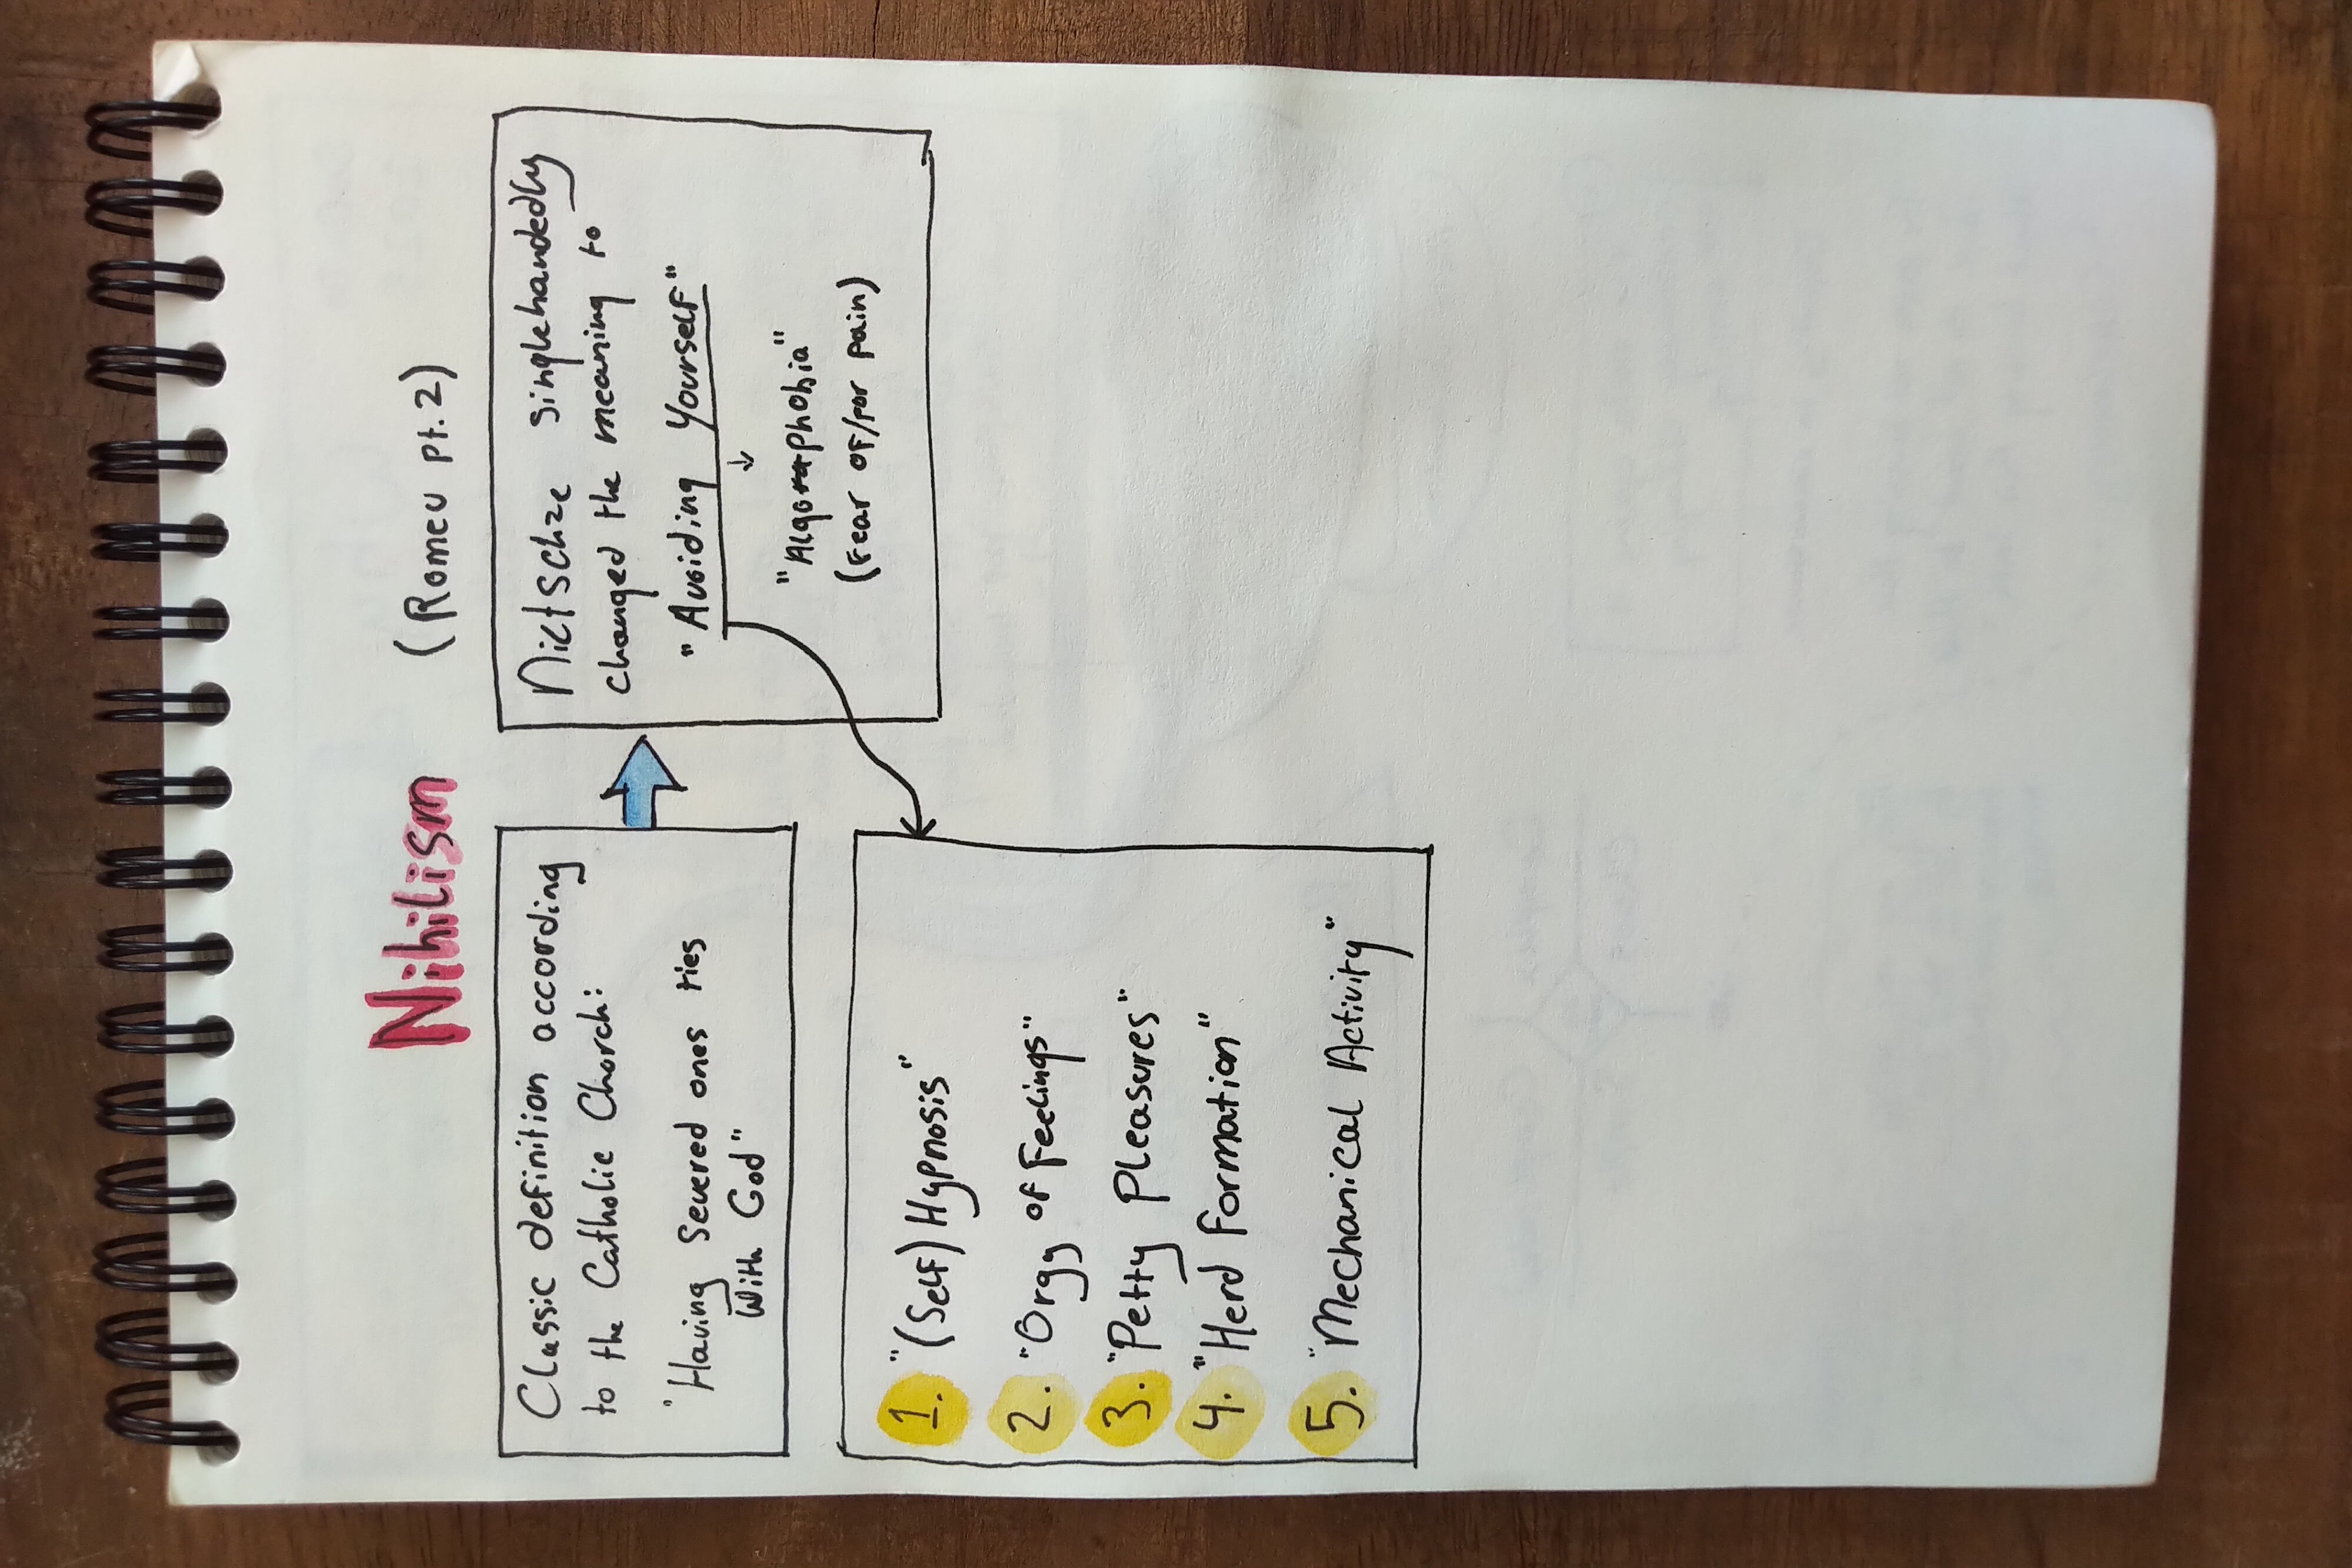 Nihilism (Romeu pt.2)
Classic definition according
to the Catholic Church:
"Having Severed ones ties
With God"
Nietschze singlehandedly
changed the meaning to
"Avoiding Yourself"
↓
"Algophobia"
(Fear of/for pain)
1. "(Self) Hypnosis"
2. "Orgy of Feelings"
3. "Petty Pleasures"
4. "Herd Formation"
5. "Mechanical Activity"